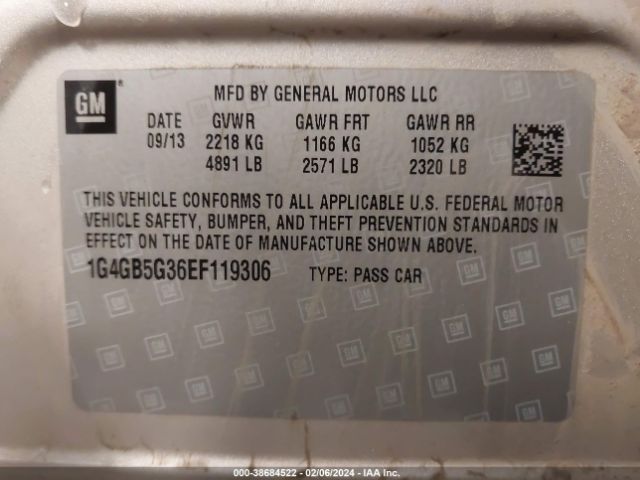 GM
MFD BY GENERAL MOTORS LLC
DATE GVWR GAWR FRT GAWR RR
09/13 2218 KG 1166 KG 1052 KG
4891 LB 2571 LB 2320 LB
THIS VEHICLE CONFORMS TO ALL APPLICABLE U.S. FEDERAL MOTOR
VEHICLE SAFETY, BUMPER, AND THEFT PREVENTION STANDARDS IN
EFFECT ON THE DATE OF MANUFACTURE SHOWN ABOVE.
1G4GB5G36EF119306 TYPE: PASS CAR
000-38684522 - 02/06/2024 - IAA Inc.